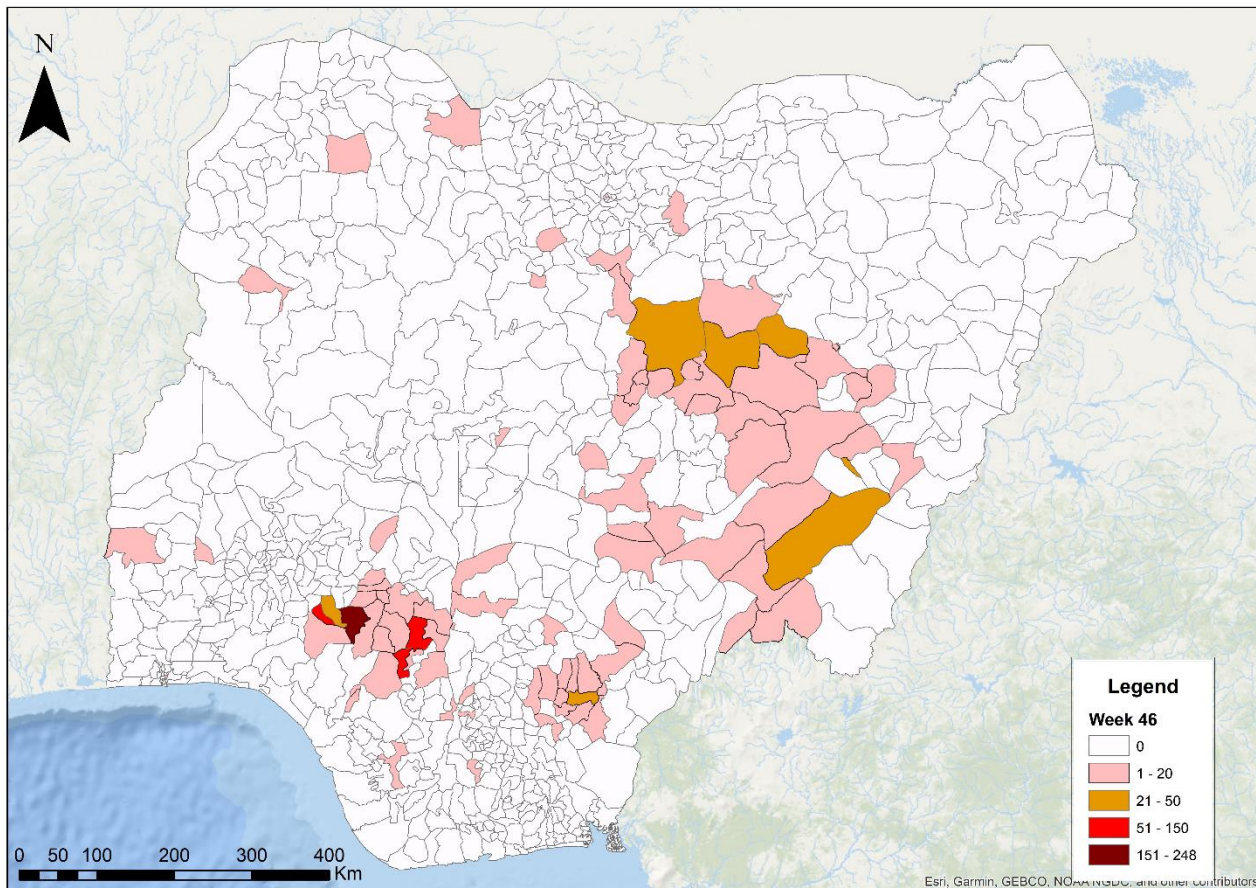 N
Legend
Week 46
0
1 - 20
21 - 50
51 - 150
151 - 248
0 50 100 200 300 400
Km
Esri, Garmin, GEBCO, NOAA NGDC, and other contributors